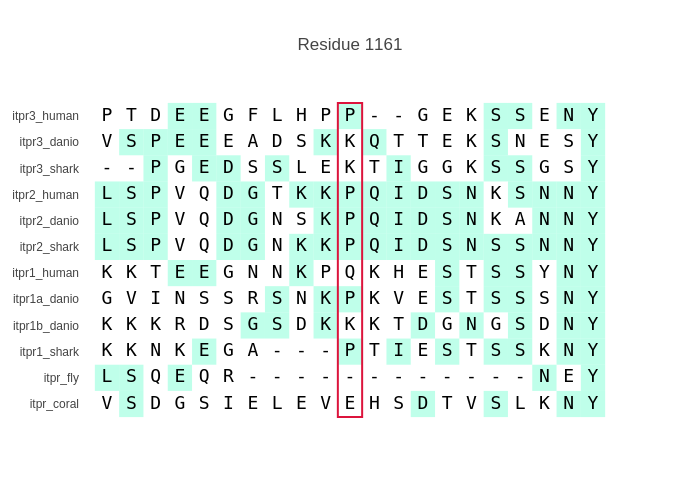 Residue 1161
itpr3_human P T D E E G F L H P P - - G E K S S E N Y
itpr3_danio V S P E E E A D S K K Q T T E K S N E S Y
itpr3_shark - - P G E D S S L E K T I G G K S S G S Y
itpr2_human L S P V Q D G T K K P Q I D S N K S N N Y
itpr2_danio L S P V Q D G N S K P Q I D S N K A N N Y
itpr2_shark L S P V Q D G N K K P Q I D S N S S N N Y
itpr1_human K K T E E G N N K P Q K H E S T S S Y N Y
itpr1a_danio G V I N S S R S N K P K V E S T S S S N Y
itpr1b_danio K K K R D S G S D K K K T D G N G S D N Y
itpr1_shark K K N K E G A - - - P T I E S T S S K N Y
itpr_fly L S Q E Q R - - - - - - - - - - - - N E Y
itpr_coral V S D G S I E L E V E H S D T V S L K N Y